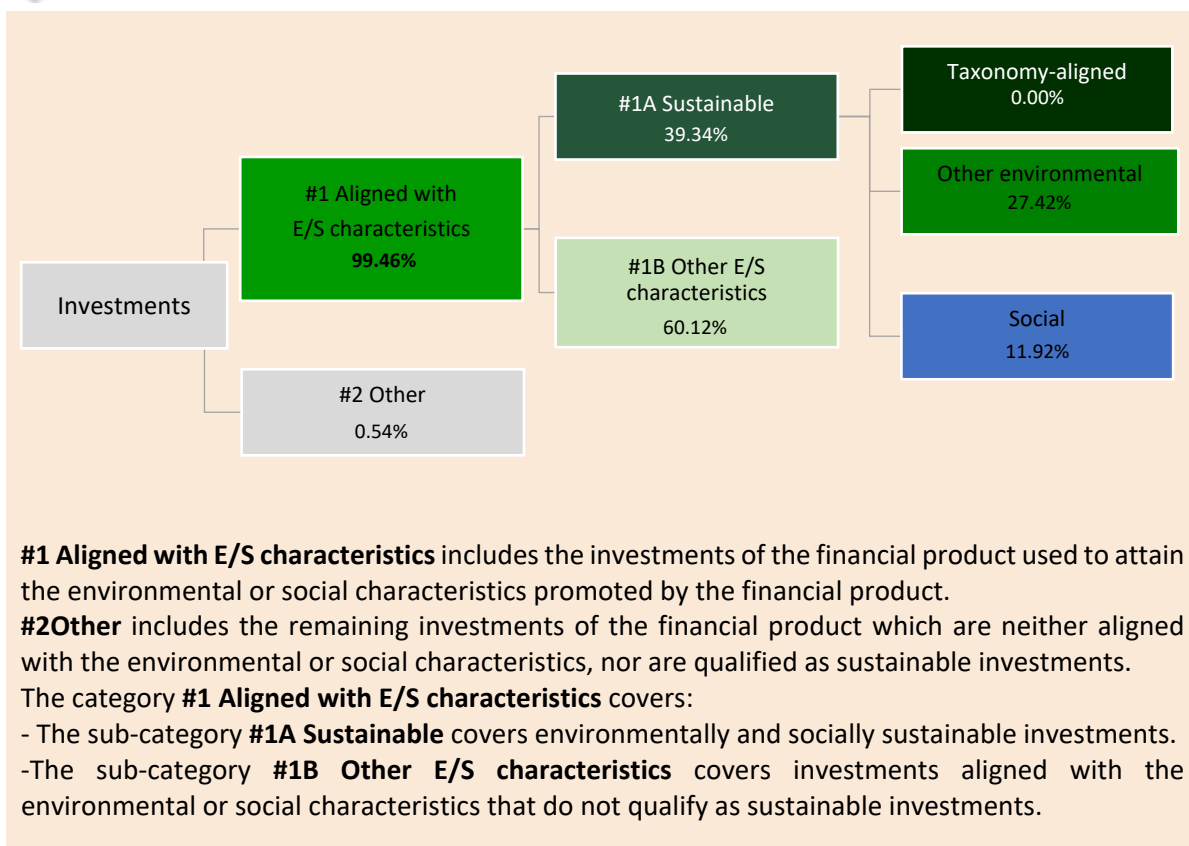 Investments
#1 Aligned with
E/S characteristics
99.46%
#2 Other
0.54%
#1A Sustainable
39.34%
#1B Other E/S
characteristics
60.12%
Taxonomy-aligned
0.00%
Other environmental
27.42%
Social
11.92%
#1 Aligned with E/S characteristics includes the investments of the financial product used to attain
the environmental or social characteristics promoted by the financial product.
#2Other includes the remaining investments of the financial product which are neither aligned
with the environmental or social characteristics, nor are qualified as sustainable investments.
The category #1 Aligned with E/S characteristics covers:
- The sub-category #1A Sustainable covers environmentally and socially sustainable investments.
-The sub-category #1B Other E/S characteristics covers investments aligned with the
environmental or social characteristics that do not qualify as sustainable investments.